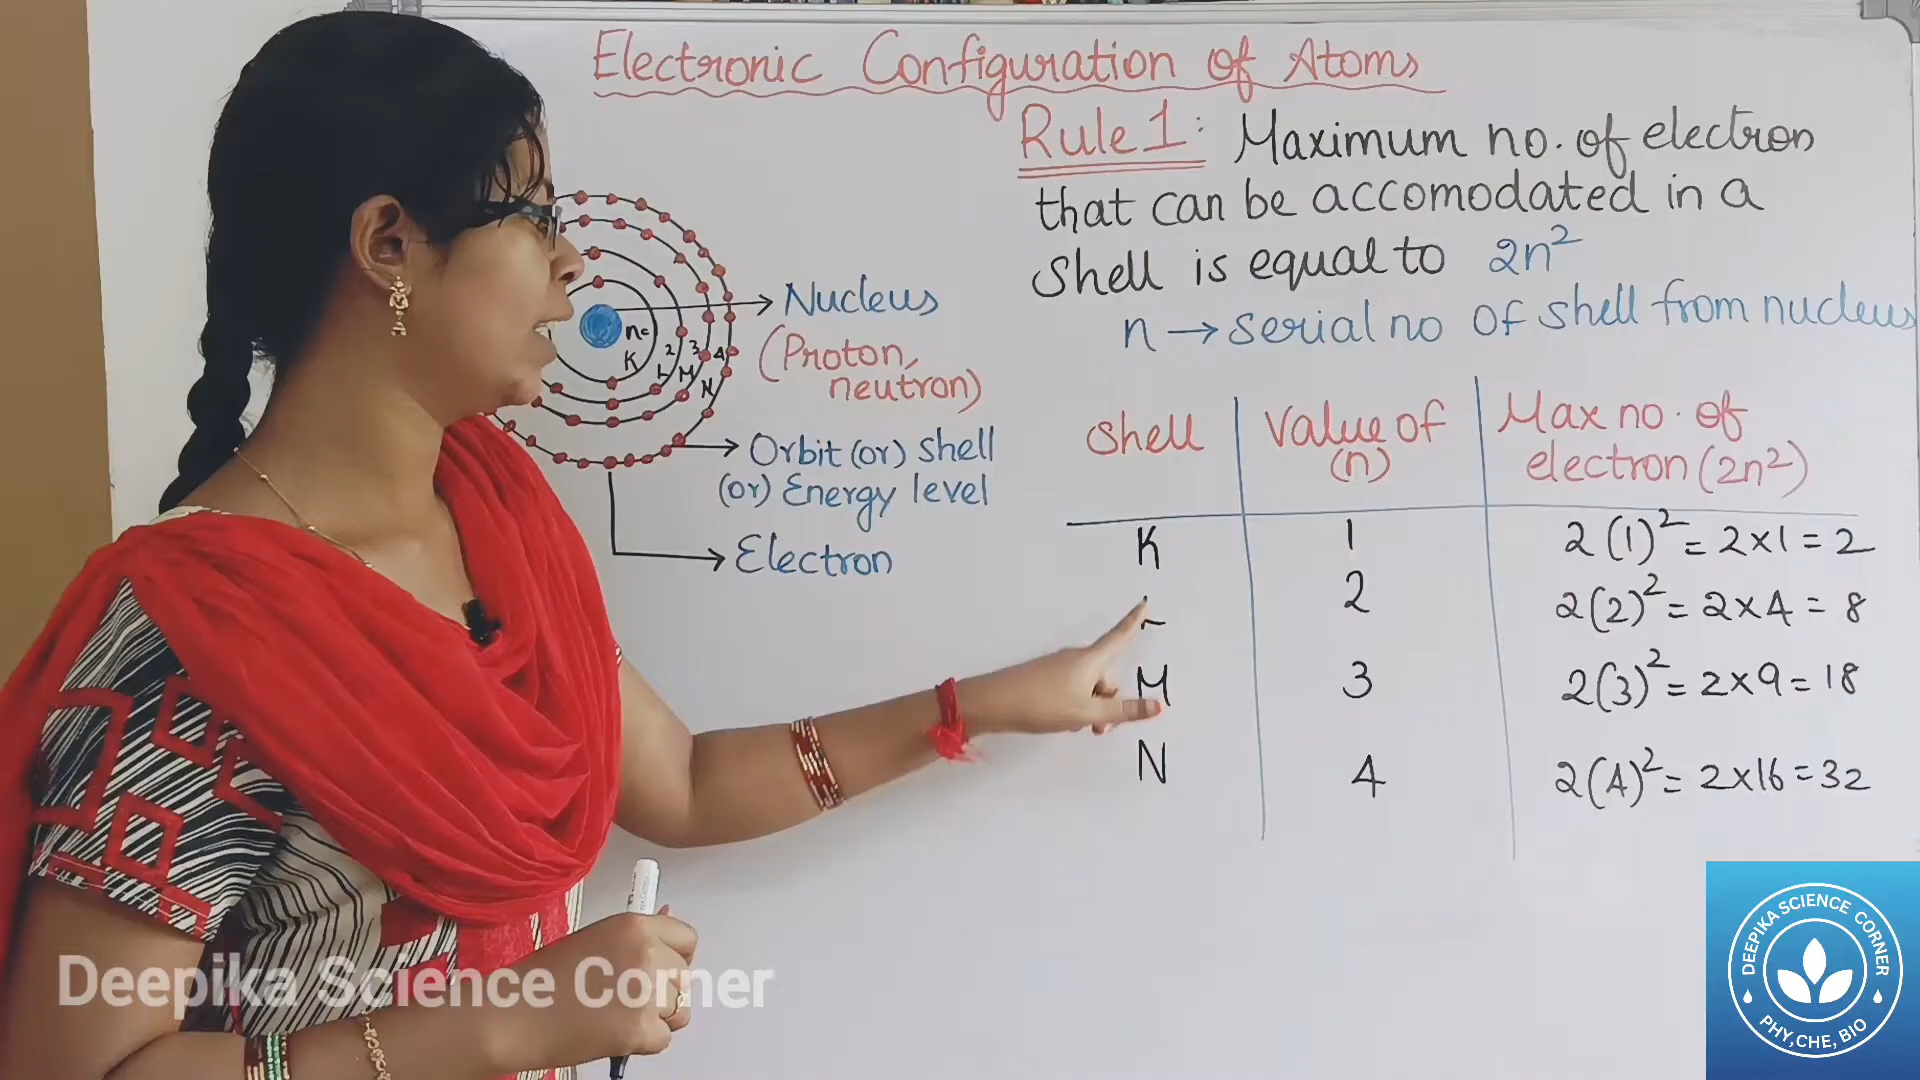 Electronic Configuration of Atoms
Rule 1: Maximum no. of electron
that can be accomodated in a
shell is equal to 2n²
n → serial no of shell from nucleus
Nucleus
(Proton,
neutron)
Orbit (or) shell
(or) Energy level
Electron
n=
K
2
L
3
M
4
N
Shell
Value of
(n)
Max no. of
electron (2n²)
K 1 2(1)² = 2×1 = 2
L 2 2(2)² = 2×4 = 8
M 3 2(3)² = 2×9 = 18
N 4 2(4)² = 2×16 = 32
Deepika Science Corner
DEEPIKA SCIENCE CORNER
PHY,CHE, BIO